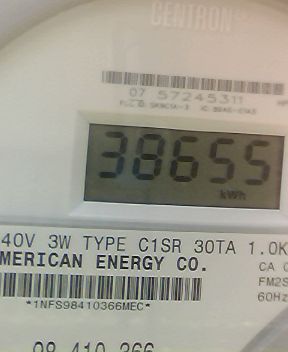 CENTRON
07 57245311
38655
kWh
40V 3W TYPE C1SR 30TA 1.0K
MERICAN ENERGY CO.
CA 0
FM2S
60Hz
*1NFS98410366MEC*
98 410 366